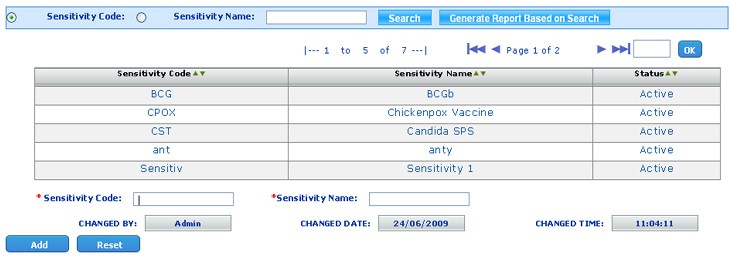 Sensitivity Code: Sensitivity Name: Search Generate Report Based on Search
|--- 1 to 5 of 7 ---| Page 1 of 2 OK
Sensitivity Code Sensitivity Name Status
BCG BCGb Active
CPOX Chickenpox Vaccine Active
CST Candida SPS Active
ant anty Active
Sensitiv Sensitivity 1 Active
* Sensitivity Code: *Sensitivity Name:
CHANGED BY: Admin CHANGED DATE: 24/06/2009 CHANGED TIME: 11:04:11
Add Reset